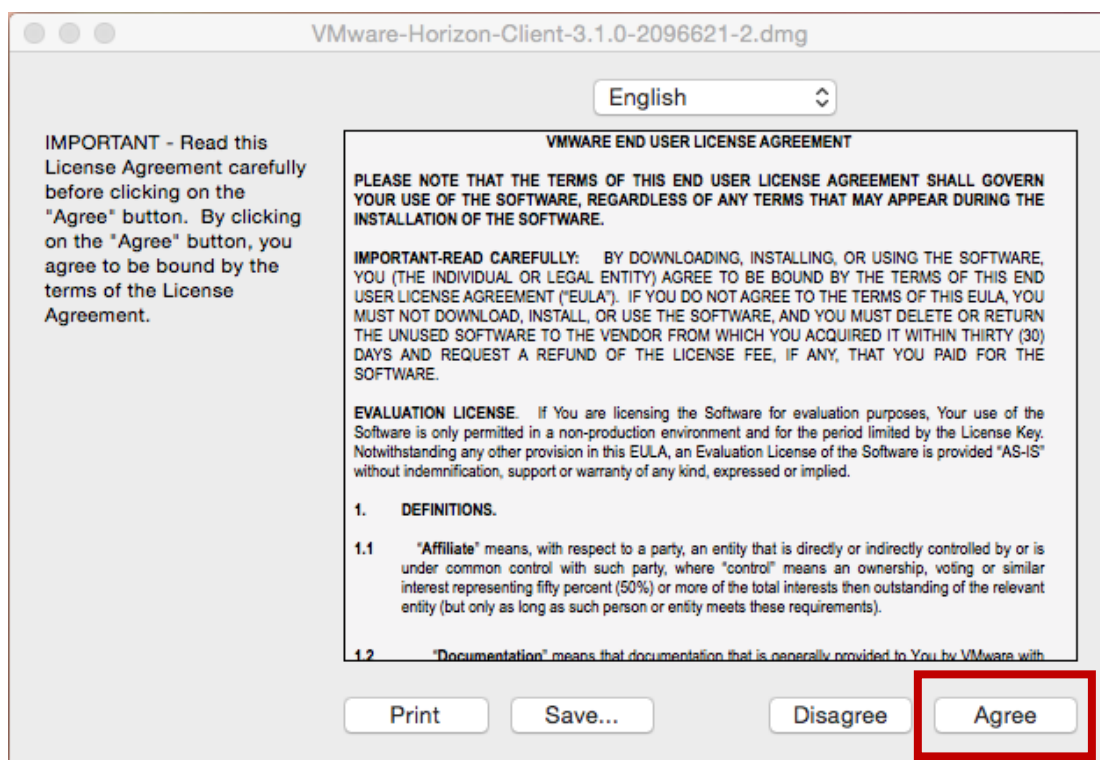 VMware-Horizon-Client-3.1.0-2096621-2.dmg
English
IMPORTANT - Read this
License Agreement carefully
before clicking on the
"Agree" button.  By clicking
on the "Agree" button, you
agree to be bound by the
terms of the License
Agreement.
VMWARE END USER LICENSE AGREEMENT
PLEASE NOTE THAT THE TERMS OF THIS END USER LICENSE AGREEMENT SHALL GOVERN
YOUR USE OF THE SOFTWARE, REGARDLESS OF ANY TERMS THAT MAY APPEAR DURING THE
INSTALLATION OF THE SOFTWARE.
IMPORTANT-READ CAREFULLY:   BY DOWNLOADING, INSTALLING, OR USING THE SOFTWARE,
YOU (THE INDIVIDUAL OR LEGAL ENTITY) AGREE TO BE BOUND BY THE TERMS OF THIS END
USER LICENSE AGREEMENT (“EULA”).  IF YOU DO NOT AGREE TO THE TERMS OF THIS EULA, YOU
MUST NOT DOWNLOAD, INSTALL, OR USE THE SOFTWARE, AND YOU MUST DELETE OR RETURN
THE UNUSED SOFTWARE TO THE VENDOR FROM WHICH YOU ACQUIRED IT WITHIN THIRTY (30)
DAYS AND REQUEST A REFUND OF THE LICENSE FEE, IF ANY, THAT YOU PAID FOR THE
SOFTWARE.
EVALUATION LICENSE.  If You are licensing the Software for evaluation purposes, Your use of the
Software is only permitted in a non-production environment and for the period limited by the License Key.
Notwithstanding any other provision in this EULA, an Evaluation License of the Software is provided “AS-IS”
without indemnification, support or warranty of any kind, expressed or implied.
1. DEFINITIONS.
1.1 “Affiliate” means, with respect to a party, an entity that is directly or indirectly controlled by or is
under common control with such party, where “control” means an ownership, voting or similar
interest representing fifty percent (50%) or more of the total interests then outstanding of the relevant
entity (but only as long as such person or entity meets these requirements).
1.2 “Documentation” means that documentation that is generally provided to You by VMware with
Print Save... Disagree Agree